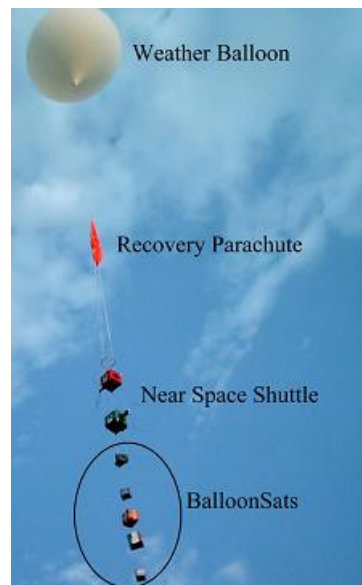 Weather Balloon
Recovery Parachute
Near Space Shuttle
BalloonSats